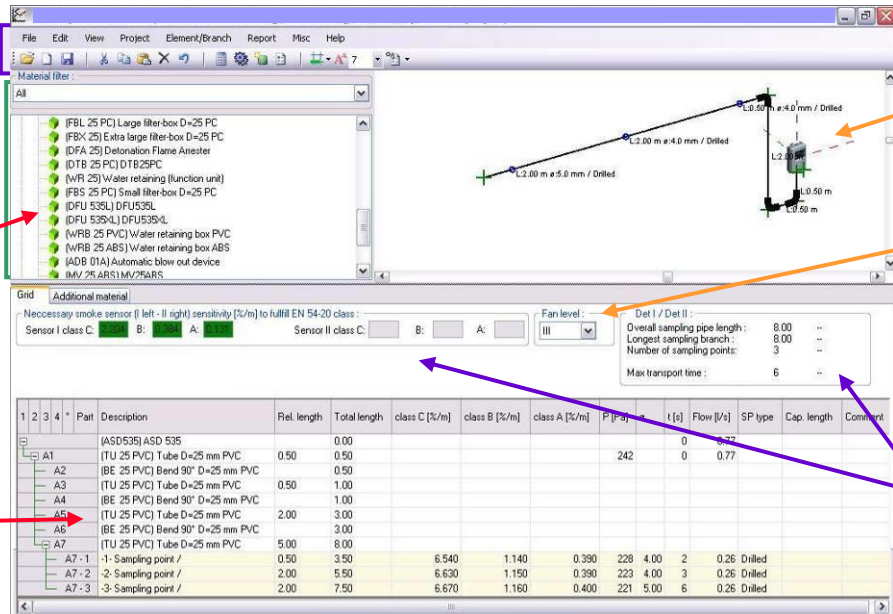 File Edit View Project Element/Branch Report Misc Help
7
Material filter :
All
(FBL 25 PC) Large filter-box D=25 PC
(FBX 25) Extra large filter-box D=25 PC
(DFA 25) Detonation Flame Arrester
(DTB 25 PC) DTB25PC
(WR 25) Water retaining (function unit)
(FBS 25 PC) Small filter-box D=25 PC
(DFU 535L) DFU535L
(DFU 535XL) DFU535XL
(WRB 25 PVC) Water retaining box PVC
(WRB 25 ABS) Water retaining box ABS
(ADB 01A) Automatic blow out device
(MV 25 ABS) MV25ABS
L:0.50 m ø:4.0 mm / Drilled
L:2.00 m ø:4.0 mm / Drilled
L:2.00 m ø:5.0 mm / Drilled
L:0.50 m
L:0.50 m
Grid Additional material
Neccessary smoke sensor (I left - II right) sensitivity [%/m] to fullfill EN 54-20 class :
Sensor I class C: 2.204 B: 0.384 A: 0.131 Sensor II class C: B: A:
Fan level :
III
Det I / Det II :
Overall sampling pipe length : 8.00 --
Longest sampling branch : 8.00 --
Number of sampling points: 3 --
Max transport time : 6 --
1 2 3 4 * Part Description Rel. length Total length class C [%/m] class B [%/m] class A [%/m] P [Pa] t [s] Flow [l/s] SP type Cap. length Comment
(ASD535) ASD 535 0.00 0 0.77
A1 (TU 25 PVC) Tube D=25 mm PVC 0.50 0.50 242 0 0.77
A2 (BE 25 PVC) Bend 90° D=25 mm PVC 0.50
A3 (TU 25 PVC) Tube D=25 mm PVC 0.50 1.00
A4 (BE 25 PVC) Bend 90° D=25 mm PVC 1.00
A5 (TU 25 PVC) Tube D=25 mm PVC 2.00 3.00
A6 (BE 25 PVC) Bend 90° D=25 mm PVC 3.00
A7 (TU 25 PVC) Tube D=25 mm PVC 5.00 8.00
A7 - 1 -1- Sampling point / 0.50 3.50 6.540 1.140 0.390 228 4.00 2 0.26 Drilled
A7 - 2 -2- Sampling point / 2.00 5.50 6.630 1.150 0.390 223 4.00 3 0.26 Drilled
A7 - 3 -3- Sampling point / 2.00 7.50 6.670 1.160 0.400 221 5.00 6 0.26 Drilled